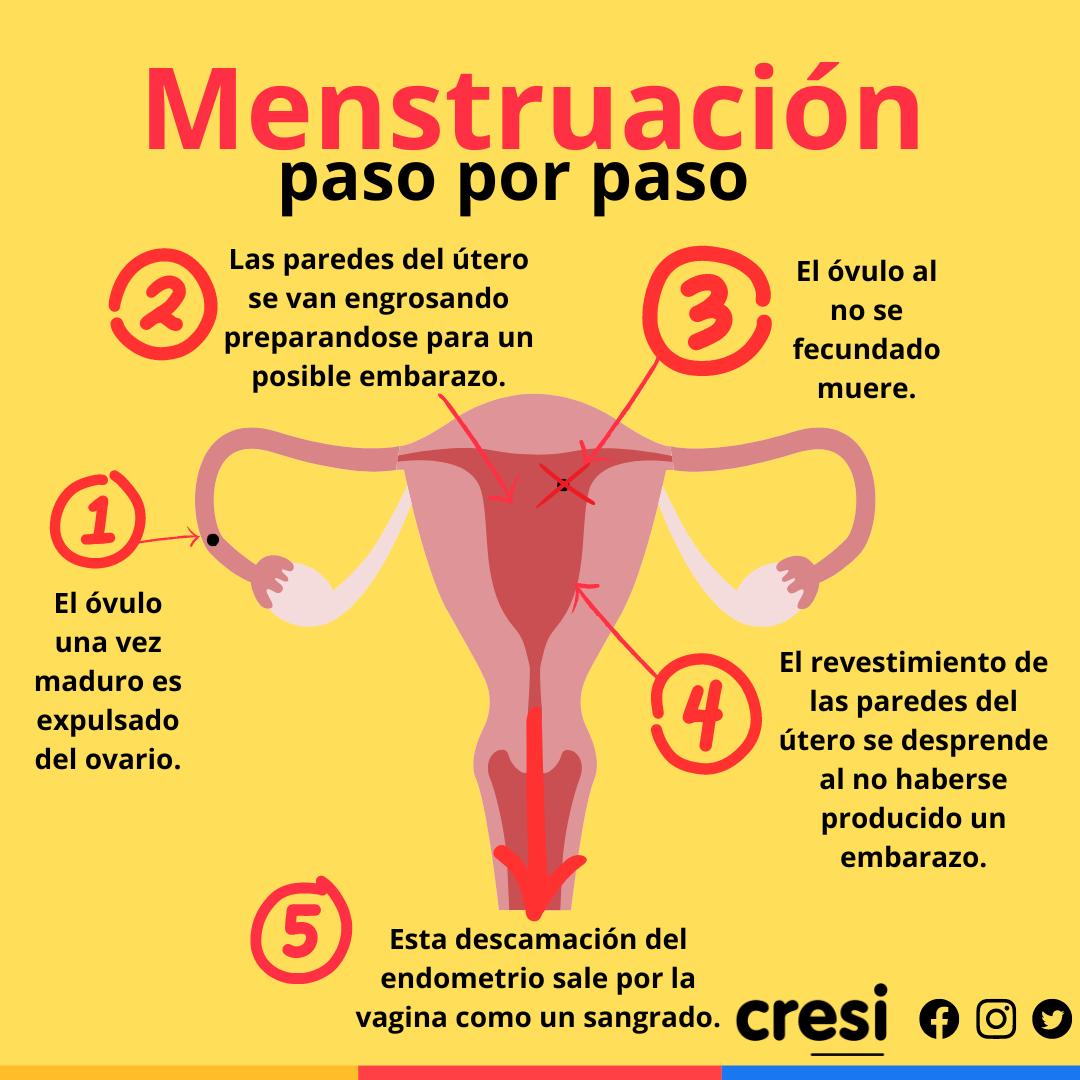 Menstruación
paso por paso
2
Las paredes del útero
se van engrosando
preparandose para un
posible embarazo.
3
El óvulo al
no se
fecundado
muere.
1
El óvulo
una vez
maduro es
expulsado
del ovario.
4
El revestimiento de
las paredes del
útero se desprende
al no haberse
producido un
embarazo.
5
Esta descamación del
endometrio sale por la
vagina como un sangrado.
cresi